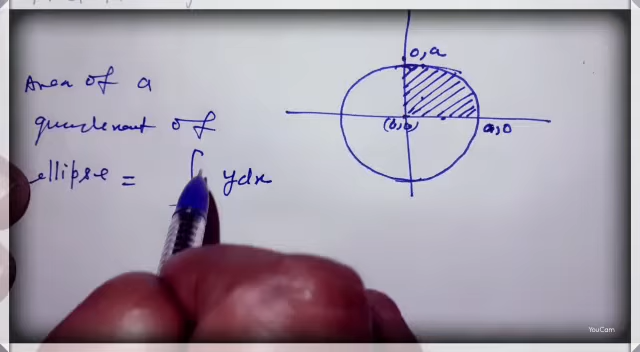 Area of a
quadrant of
ellipse = ∫ ydx
0,a
(0,0)
a,0
YouCam